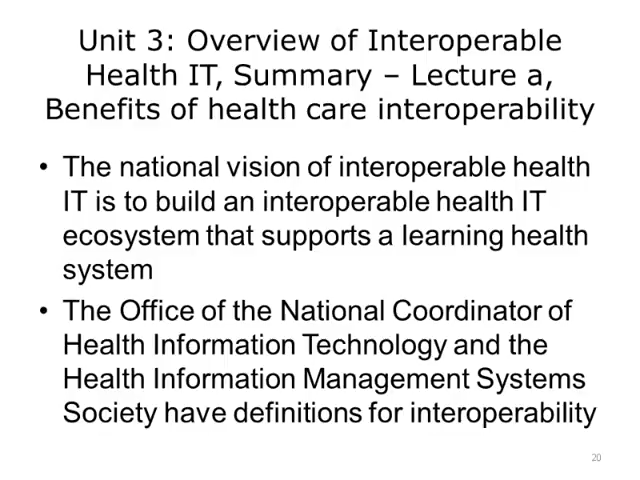 Unit 3: Overview of Interoperable
Health IT, Summary – Lecture a,
Benefits of health care interoperability
• The national vision of interoperable health
IT is to build an interoperable health IT
ecosystem that supports a learning health
system
• The Office of the National Coordinator of
Health Information Technology and the
Health Information Management Systems
Society have definitions for interoperability
20